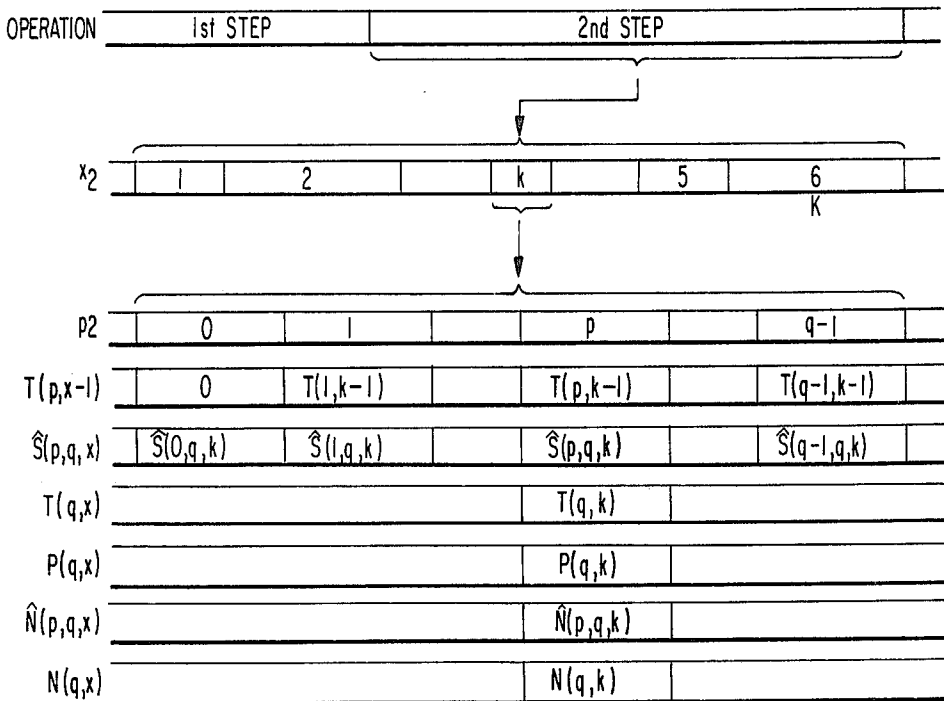 OPERATION 1st STEP 2nd STEP
x2 1 2 k 5 6
K
P2 0 1 p q-1
T(p,x-1) 0 T(1,k-1) T(p,k-1) T(q-1,k-1)
Ŝ(p,q,x) Ŝ(0,q,k) Ŝ(1,q,k) Ŝ(p,q,k) Ŝ(q-1,q,k)
T(q,x) T(q,k)
P(q,x) P(q,k)
N̂(p,q,x) N̂(p,q,k)
N(q,x) N(q,k)